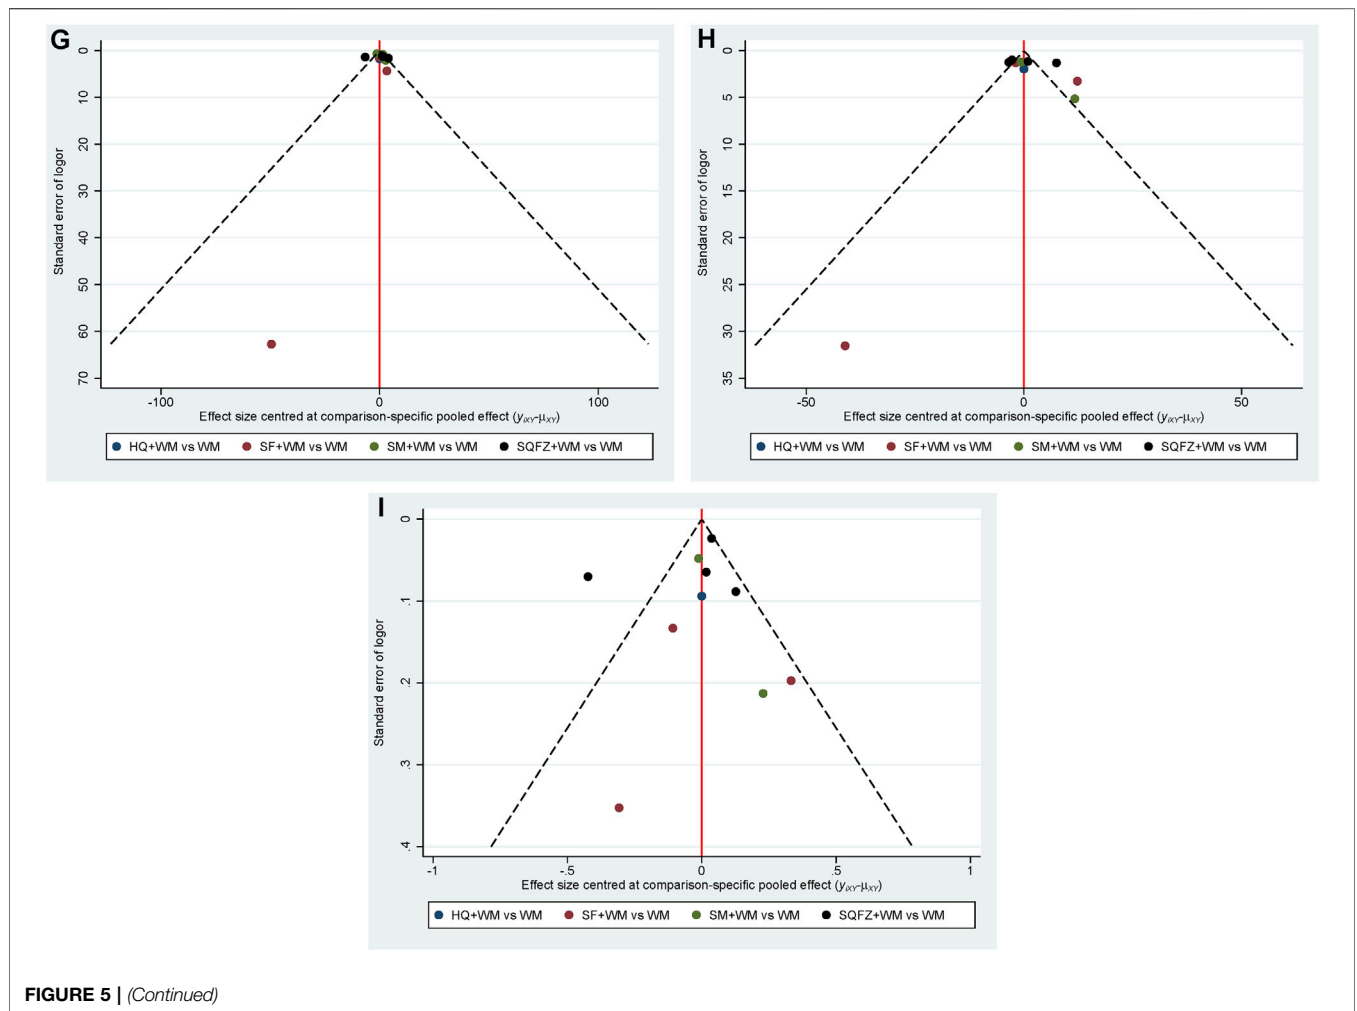 G
0
10
20
30
40
50
60
70
Standard error of logor
-100
0
100
Effect size centred at comparison-specific pooled effect (yiXY-μXY)
HQ+WM vs WM
SF+WM vs WM
SM+WM vs WM
SQFZ+WM vs WM
H
0
5
10
15
20
25
30
35
Standard error of logor
-50
0
50
Effect size centred at comparison-specific pooled effect (yiXY-μXY)
HQ+WM vs WM
SF+WM vs WM
SM+WM vs WM
SQFZ+WM vs WM
I
0
.1
.2
.3
.4
Standard error of logor
-1
-.5
0
.5
1
Effect size centred at comparison-specific pooled effect (yiXY-μXY)
HQ+WM vs WM
SF+WM vs WM
SM+WM vs WM
SQFZ+WM vs WM
FIGURE 5 | (Continued)